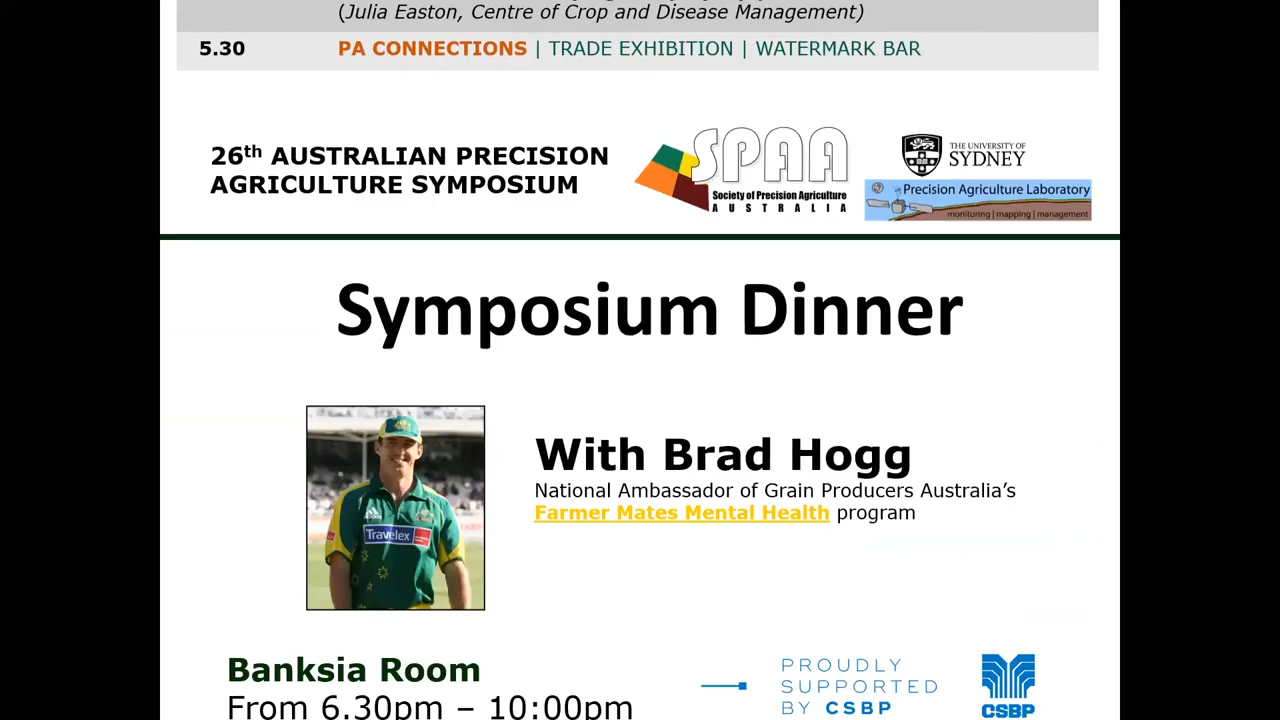 (Julia Easton, Centre of Crop and Disease Management)
5.30 PA CONNECTIONS | TRADE EXHIBITION | WATERMARK BAR
26th AUSTRALIAN PRECISION
AGRICULTURE SYMPOSIUM
SPAA
Society of Precision Agriculture
AUSTRALIA
THE UNIVERSITY OF
SYDNEY
Precision Agriculture Laboratory
monitoring | mapping | management
Symposium Dinner
With Brad Hogg
National Ambassador of Grain Producers Australia’s
Farmer Mates Mental Health program
adidas
Travelex
Banksia Room
From 6.30pm – 10:00pm
PROUDLY
SUPPORTED
BY CSBP
CSBP